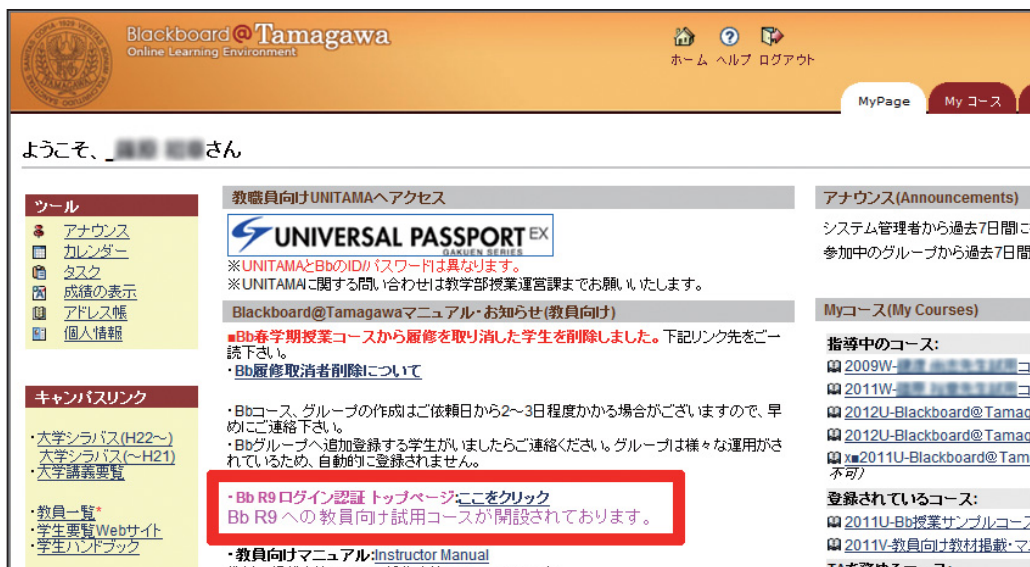 Blackboard@Tamagawa
Online Learning Environment
ホーム ヘルプ ログアウト
MyPage
My コース
ようこそ、_さん
ツール
アナウンス
カレンダー
タスク
成績の表示
アドレス帳
個人情報
キャンパスリンク
・大学シラバス(H22～)
大学シラバス(～H21)
・大学講義要覧
・教員一覧*
・学生要覧Webサイト
・学生ハンドブック
教職員向けUNITAMAへアクセス
UNIVERSAL PASSPORT EX
GAKUEN SERIES
※UNITAMAとBbのID/パスワードは異なります。
※UNITAMAに関する問い合わせは教学部授業運営課までお願いいたします。
Blackboard@Tamagawaマニュアル・お知らせ(教員向け)
■Bb春学期授業コースから履修を取り消した学生を削除しました。下記リンク先をご一
読下さい。
・Bb履修取消者削除について
・Bbコース、グループの作成はご依頼日から2～3日程度かかる場合がございますので、早
めにご連絡下さい。
・Bbグループへ追加登録する学生がいましたらご連絡ください。グループは様々な運用がさ
れているため、自動的に登録されません。
・Bb R9 ログイン認証 トップページ:ここをクリック
Bb R9 への教員向け試用コースが開設されております。
・教員向けマニュアル:Instructor Manual
アナウンス(Announcements)
システム管理者から過去7日間に
参加中のグループから過去7日間
Myコース(My Courses)
指導中のコース:
2009W-
2011W-
2012U-Blackboard@Tamag
2012U-Blackboard@Tamag
x■2011U-Blackboard@Tam
不可)
登録されているコース:
2011U-Bb授業サンプルコース
2011V-教員向け教材掲載・マ